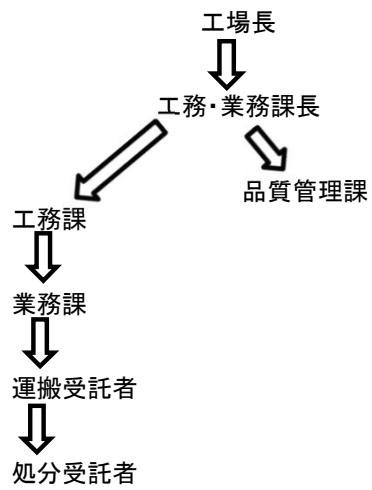 工場長
工務・業務課長
品質管理課
工務課
業務課
運搬受託者
処分受託者